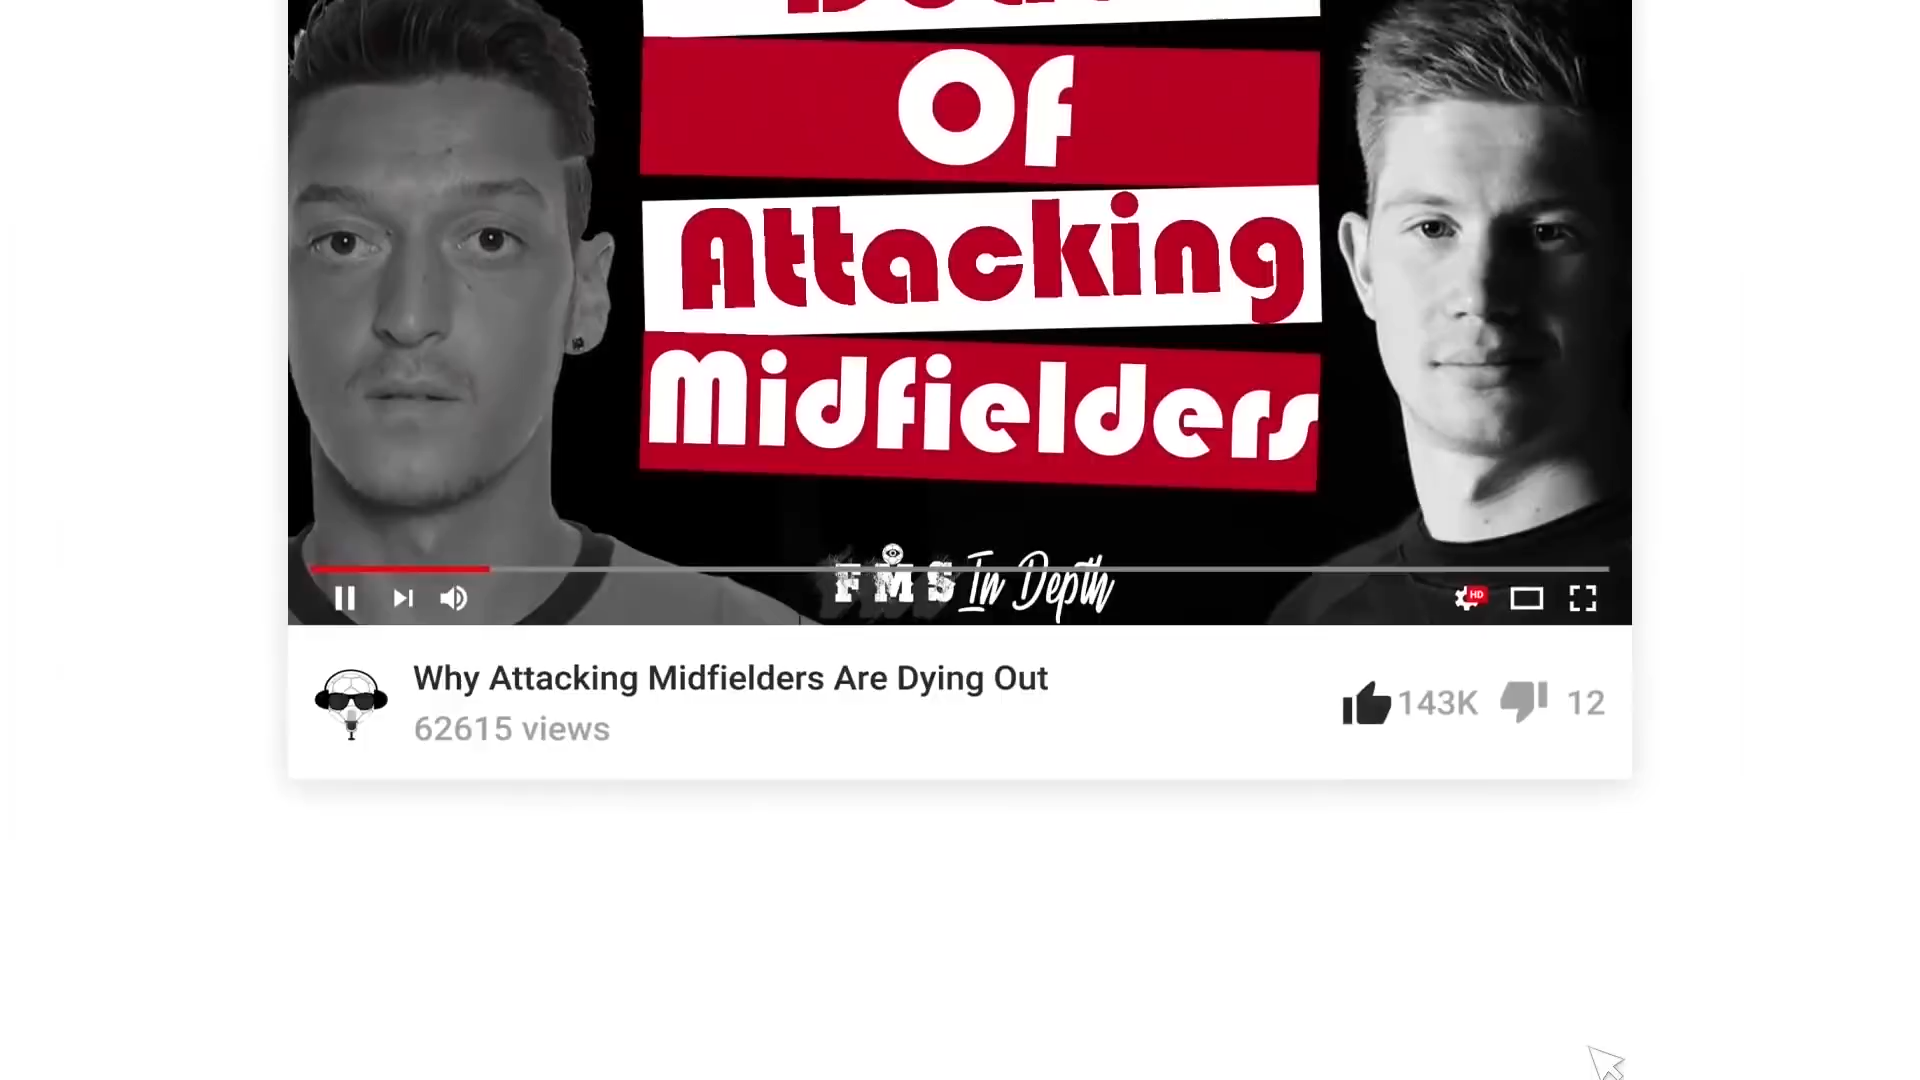 Of
Attacking
Midfielders
FMS In Depth
HD
Why Attacking Midfielders Are Dying Out
62615 views
143K
12